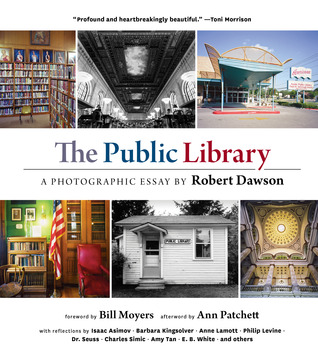 "Profound and heartbreakingly beautiful." —Toni Morrison
The Public Library
A PHOTOGRAPHIC ESSAY BY Robert Dawson
PUBLIC LIBRARY
foreword by Bill Moyers afterword by Ann Patchett
with reflections by Isaac Asimov · Barbara Kingsolver · Anne Lamott · Philip Levine ·
Dr. Seuss · Charles Simic · Amy Tan · E. B. White · and others